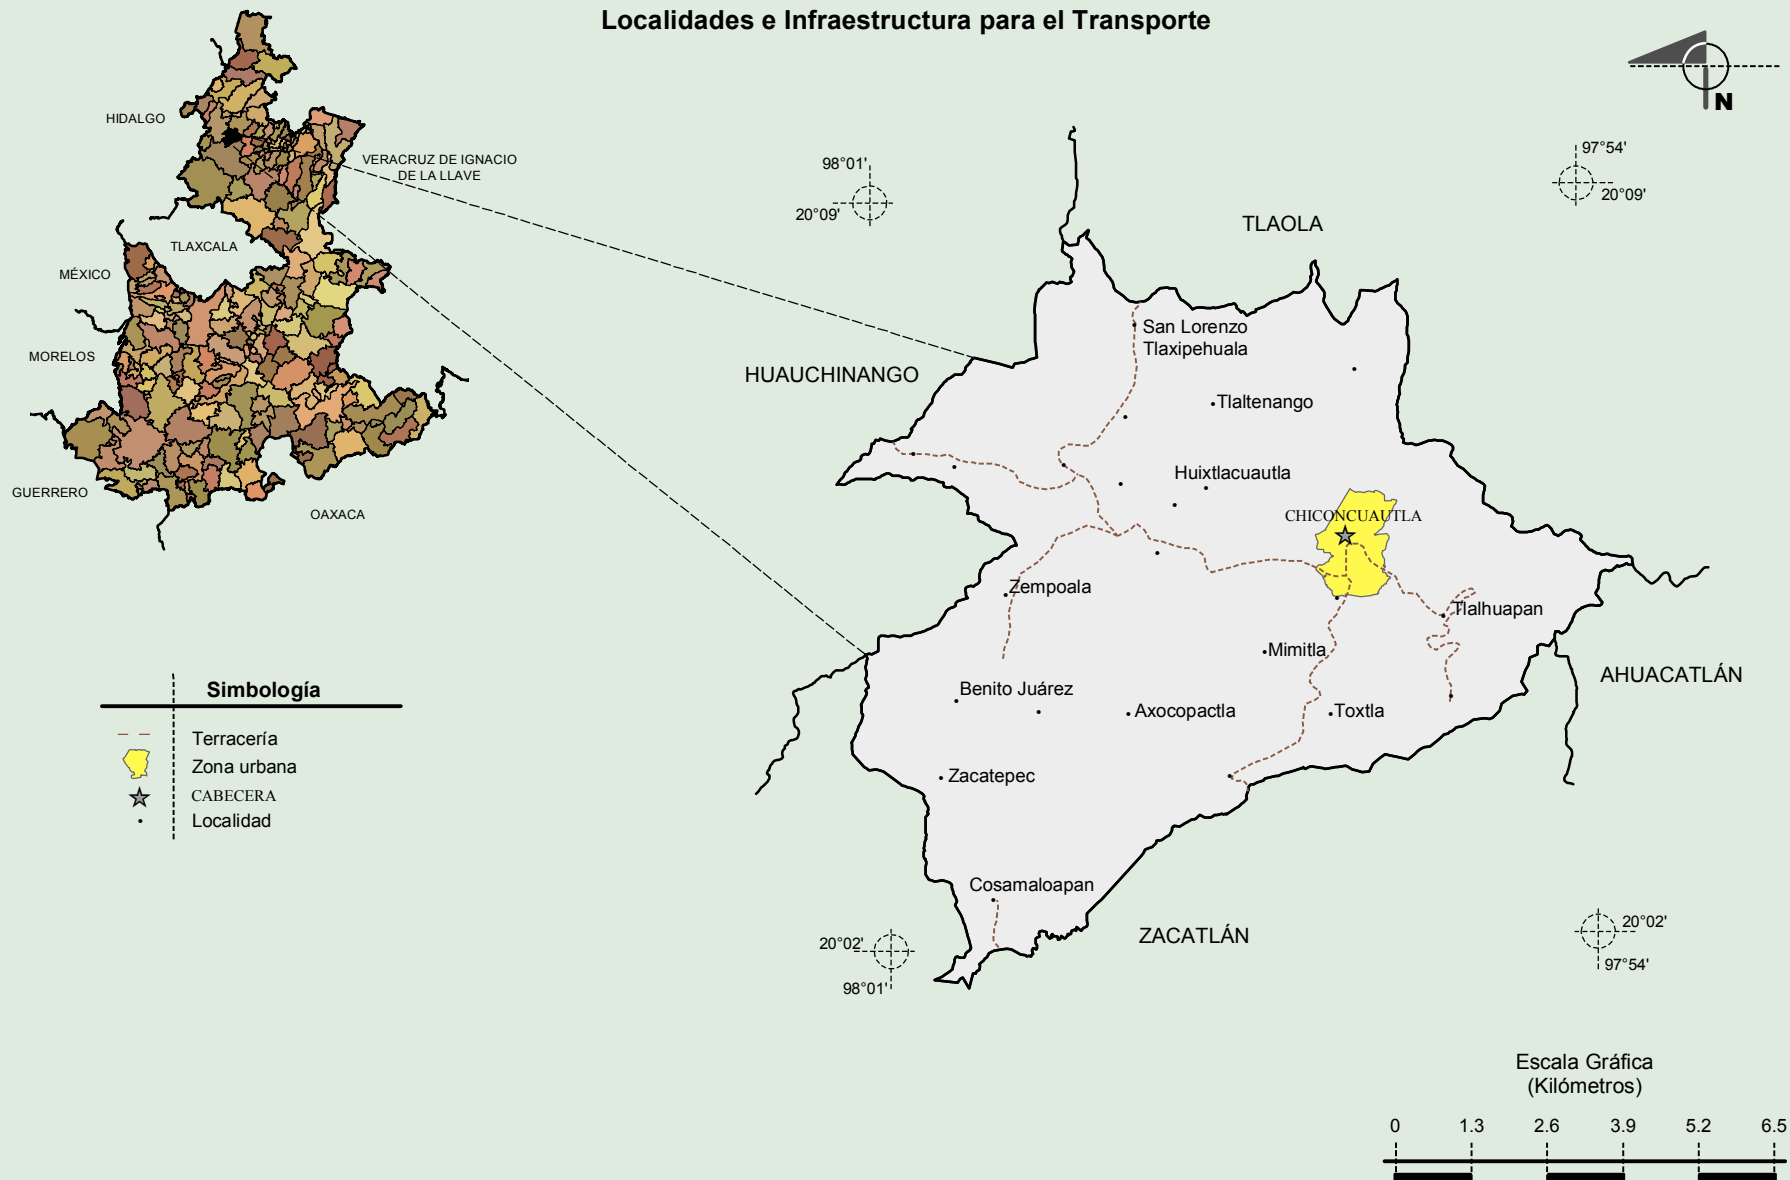 Localidades e Infraestructura para el Transporte
N
HIDALGO
VERACRUZ DE IGNACIO
DE LA LLAVE
TLAXCALA
MÉXICO
MORELOS
GUERRERO
OAXACA
98°01'
20°09'
97°54'
20°09'
TLAOLA
HUAUCHINANGO
San Lorenzo
Tlaxipehuala
Tlaltenango
Huixtlacuautla
CHICONCUAUTLA
Zempoala
Tlalhuapan
Mimitla
AHUACATLÁN
Benito Juárez
Axocopactla
Toxtla
Zacatepec
Cosamaloapan
ZACATLÁN
20°02'
98°01'
20°02'
97°54'
Simbología
Terracería
Zona urbana
CABECERA
Localidad
Escala Gráfica
(Kilómetros)
0 1.3 2.6 3.9 5.2 6.5